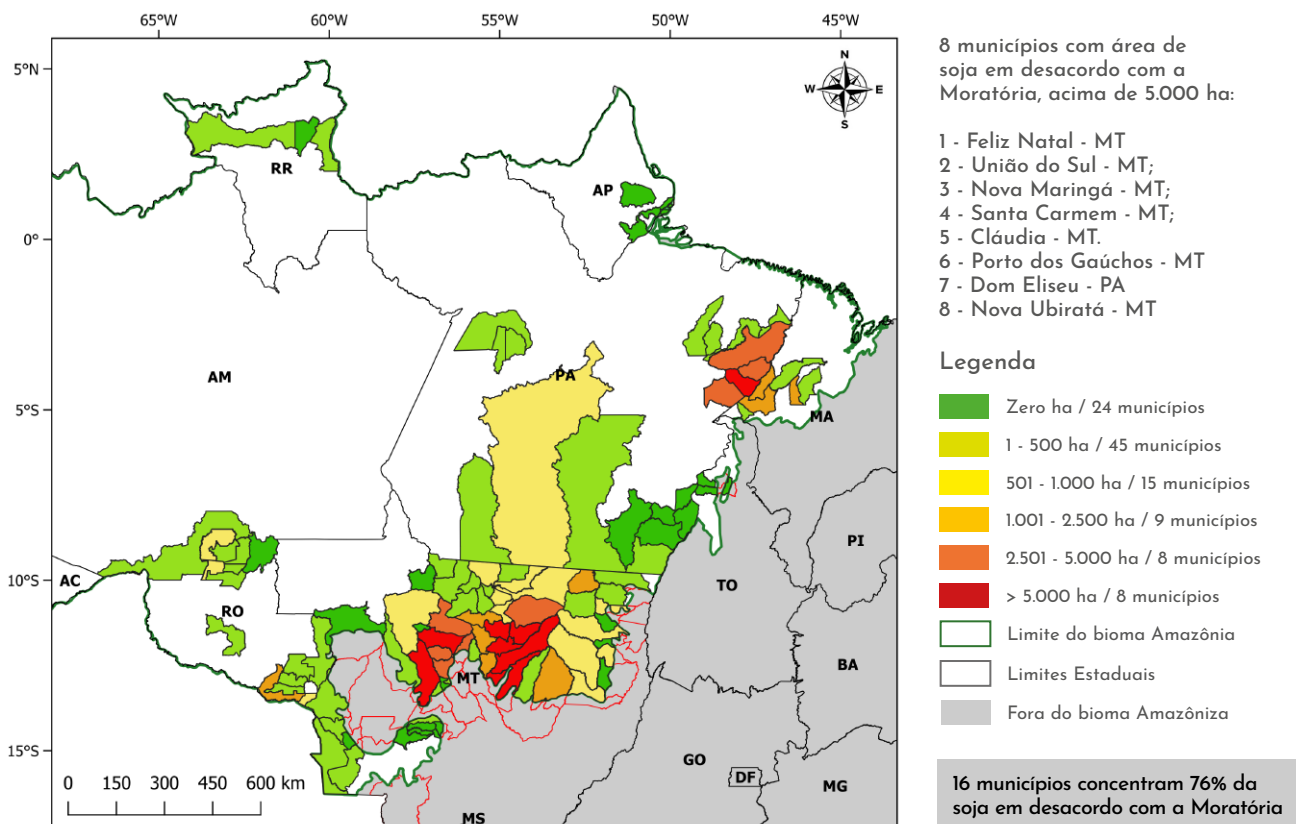 65°W 60°W 55°W 50°W 45°W
5°N
0°
5°S
10°S
15°S
N
W E
S
RR
AP
AM
PA
MA
PI
AC
RO
TO
MT
BA
GO
DF
MG
MS
0 150 300 450 600 km
8 municípios com área de
soja em desacordo com a
Moratória, acima de 5.000 ha:
1 - Feliz Natal - MT
2 - União do Sul - MT;
3 - Nova Maringá - MT;
4 - Santa Carmem - MT;
5 - Cláudia - MT.
6 - Porto dos Gaúchos - MT
7 - Dom Eliseu - PA
8 - Nova Ubiratá - MT
Legenda
Zero ha / 24 municípios
1 - 500 ha / 45 municípios
501 - 1.000 ha / 15 municípios
1.001 - 2.500 ha / 9 municípios
2.501 - 5.000 ha / 8 municípios
> 5.000 ha / 8 municípios
Limite do bioma Amazônia
Limites Estaduais
Fora do bioma Amazôniza
16 municípios concentram 76% da
soja em desacordo com a Moratória